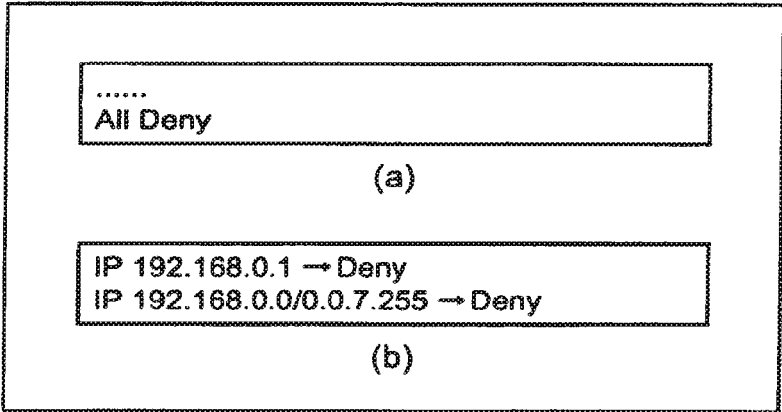 ......
All Deny
(a)
IP 192.168.0.1 → Deny
IP 192.168.0.0/0.0.7.255 → Deny
(b)